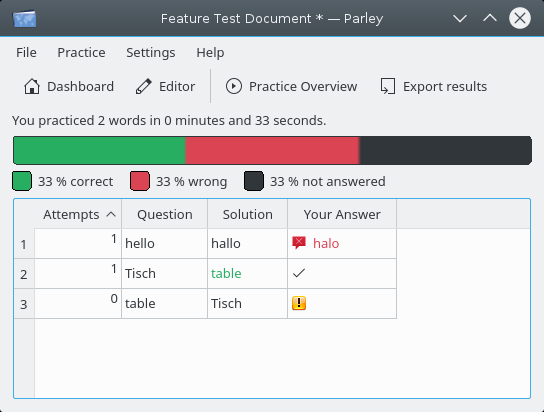 Feature Test Document * — Parley
File Practice Settings Help
Dashboard Editor Practice Overview Export results
You practiced 2 words in 0 minutes and 33 seconds.
33 % correct 33 % wrong 33 % not answered
Attempts Question Solution Your Answer
1 1 hello hallo halo
2 1 Tisch table
3 0 table Tisch